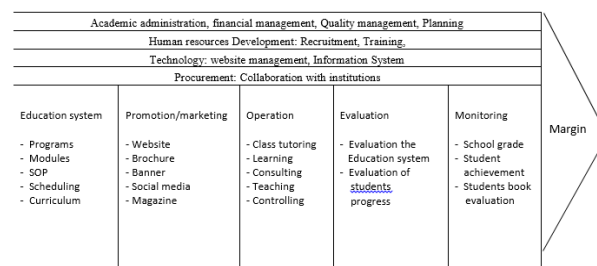 Academic administration, financial management, Quality management, Planning
Human resources Development: Recruitment, Training,
Technology: website management, Information System
Procurement: Collaboration with institutions
Education system
- Programs
- Modules
- SOP
- Scheduling
- Curriculum
Promotion/marketing
- Website
- Brochure
- Banner
- Social media
- Magazine
Operation
- Class tutoring
- Learning
- Consulting
- Teaching
- Controlling
Evaluation
- Evaluation the
Education system
- Evaluation of
students
progress
Monitoring
- School grade
- Student
achievement
- Students book
evaluation
Margin